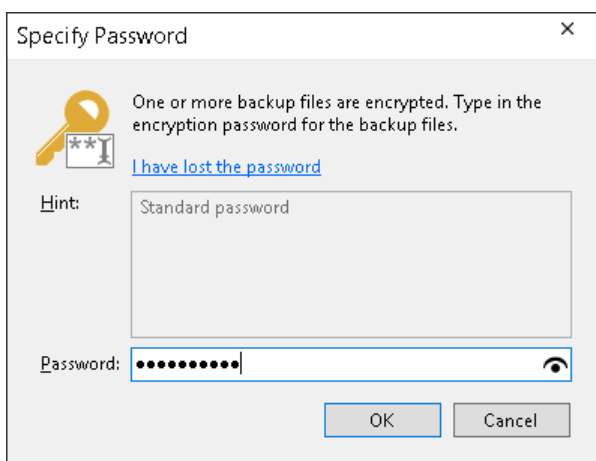 Specify Password
One or more backup files are encrypted. Type in the
encryption password for the backup files.
I have lost the password
Hint:
Standard password
Password: ••••••••••
OK Cancel